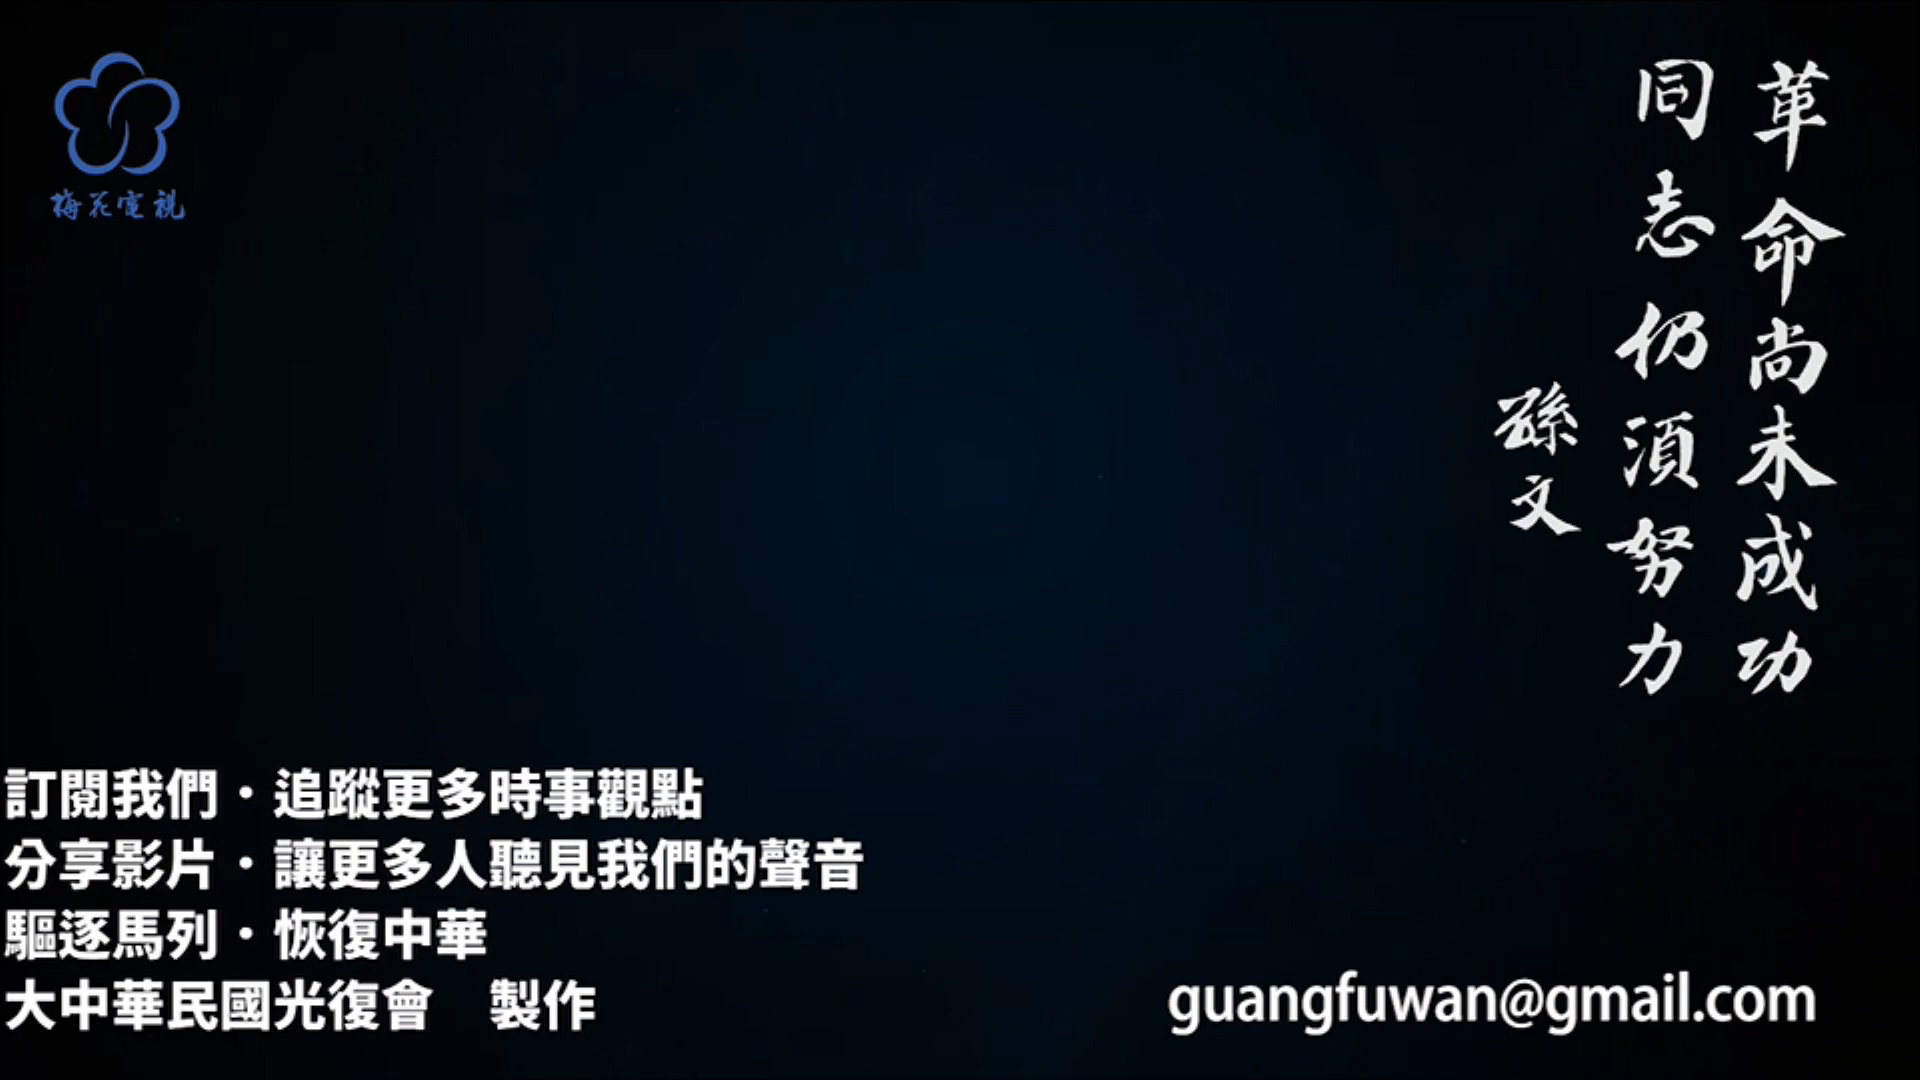 梅花電視
革命尚未成功
同志仍須努力
孫文
訂閱我們・追蹤更多時事觀點
分享影片・讓更多人聽見我們的聲音
驅逐馬列・恢復中華
大中華民國光復會　製作
guangfuwan@gmail.com